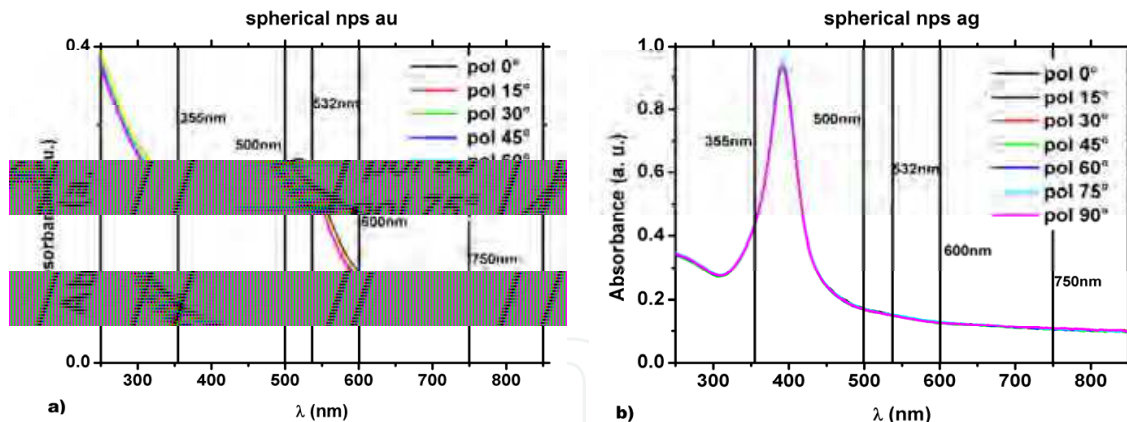 spherical nps au
0.4
pol 0°
pol 15°
pol 30°
pol 45°
532nm
355nm
500nm
600nm
750nm
0.0
300 400 500 600 700 800
λ (nm)
a)
spherical nps ag
1.0
0.8
0.6
0.4
0.2
0.0
Absorbance (a. u.)
pol 0°
pol 15°
pol 30°
pol 45°
pol 60°
pol 75°
pol 90°
355nm
500nm
532nm
600nm
750nm
300 400 500 600 700 800
λ (nm)
b)